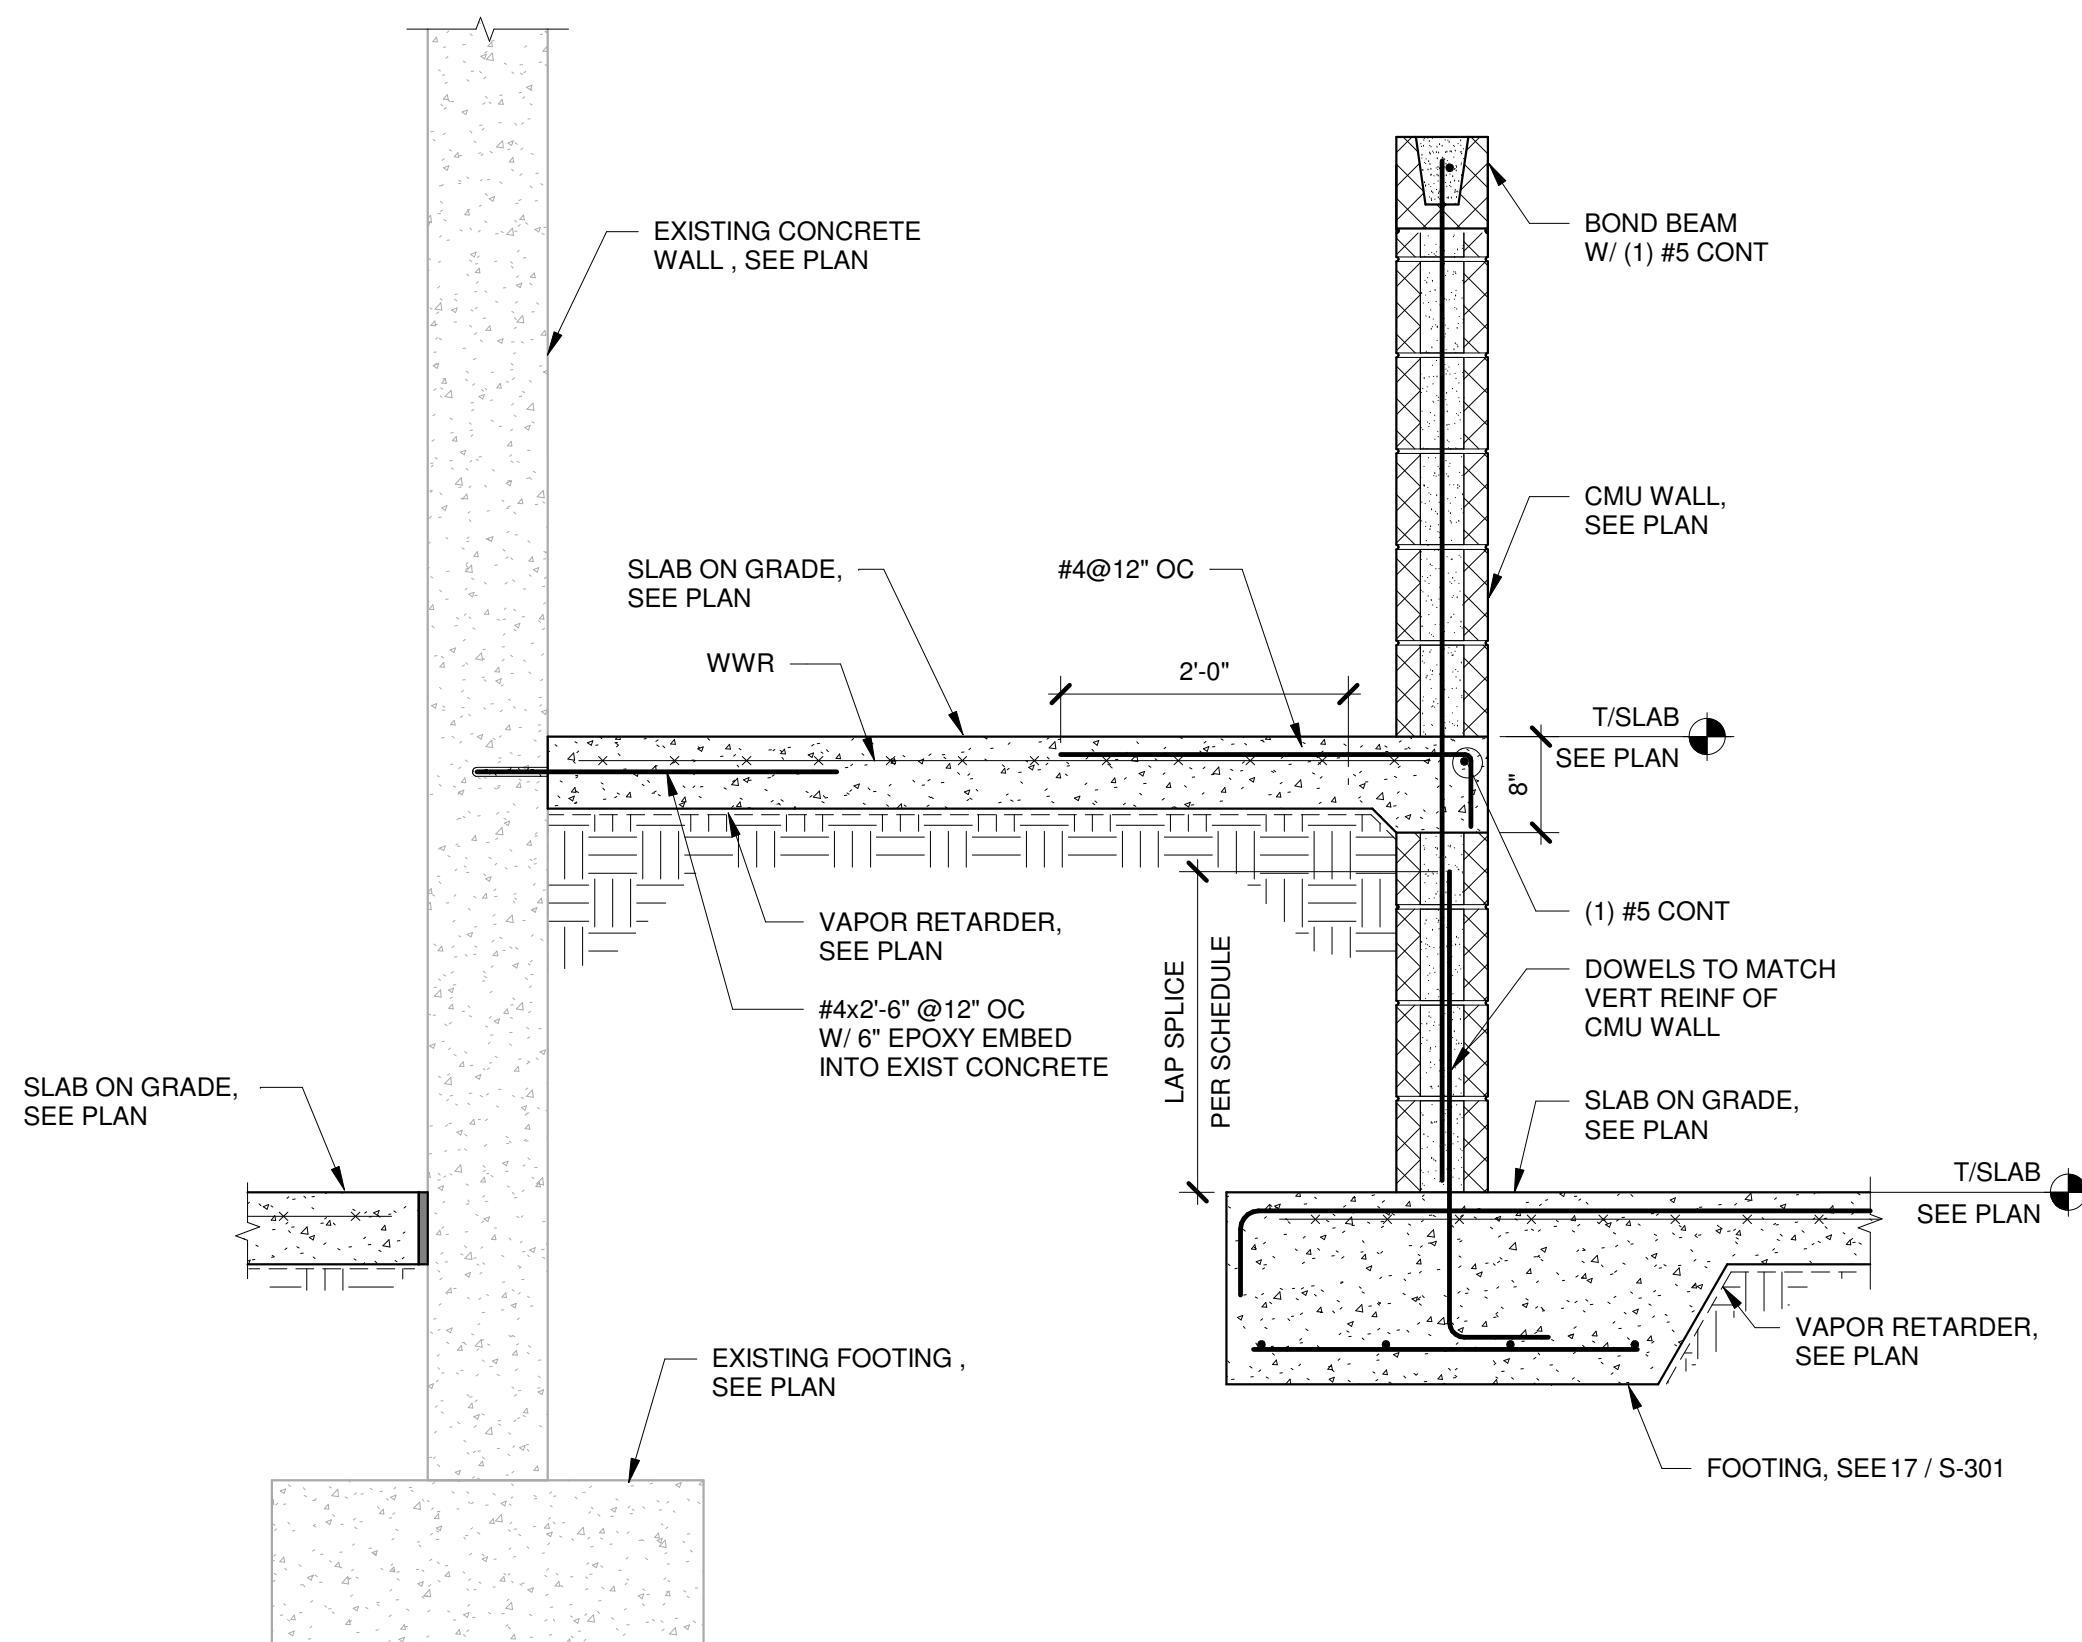 EXISTING CONCRETE
WALL , SEE PLAN
BOND BEAM
W/ (1) #5 CONT
CMU WALL,
SEE PLAN
SLAB ON GRADE,
SEE PLAN
#4@12" OC
WWR
2'-0"
T/SLAB
SEE PLAN
8"
(1) #5 CONT
VAPOR RETARDER,
SEE PLAN
DOWELS TO MATCH
VERT REINF OF
CMU WALL
#4x2'-6" @12" OC
W/ 6" EPOXY EMBED
INTO EXIST CONCRETE
LAP SPLICE
PER SCHEDULE
SLAB ON GRADE,
SEE PLAN
SLAB ON GRADE,
SEE PLAN
T/SLAB
SEE PLAN
VAPOR RETARDER,
SEE PLAN
EXISTING FOOTING ,
SEE PLAN
FOOTING, SEE 17 / S-301